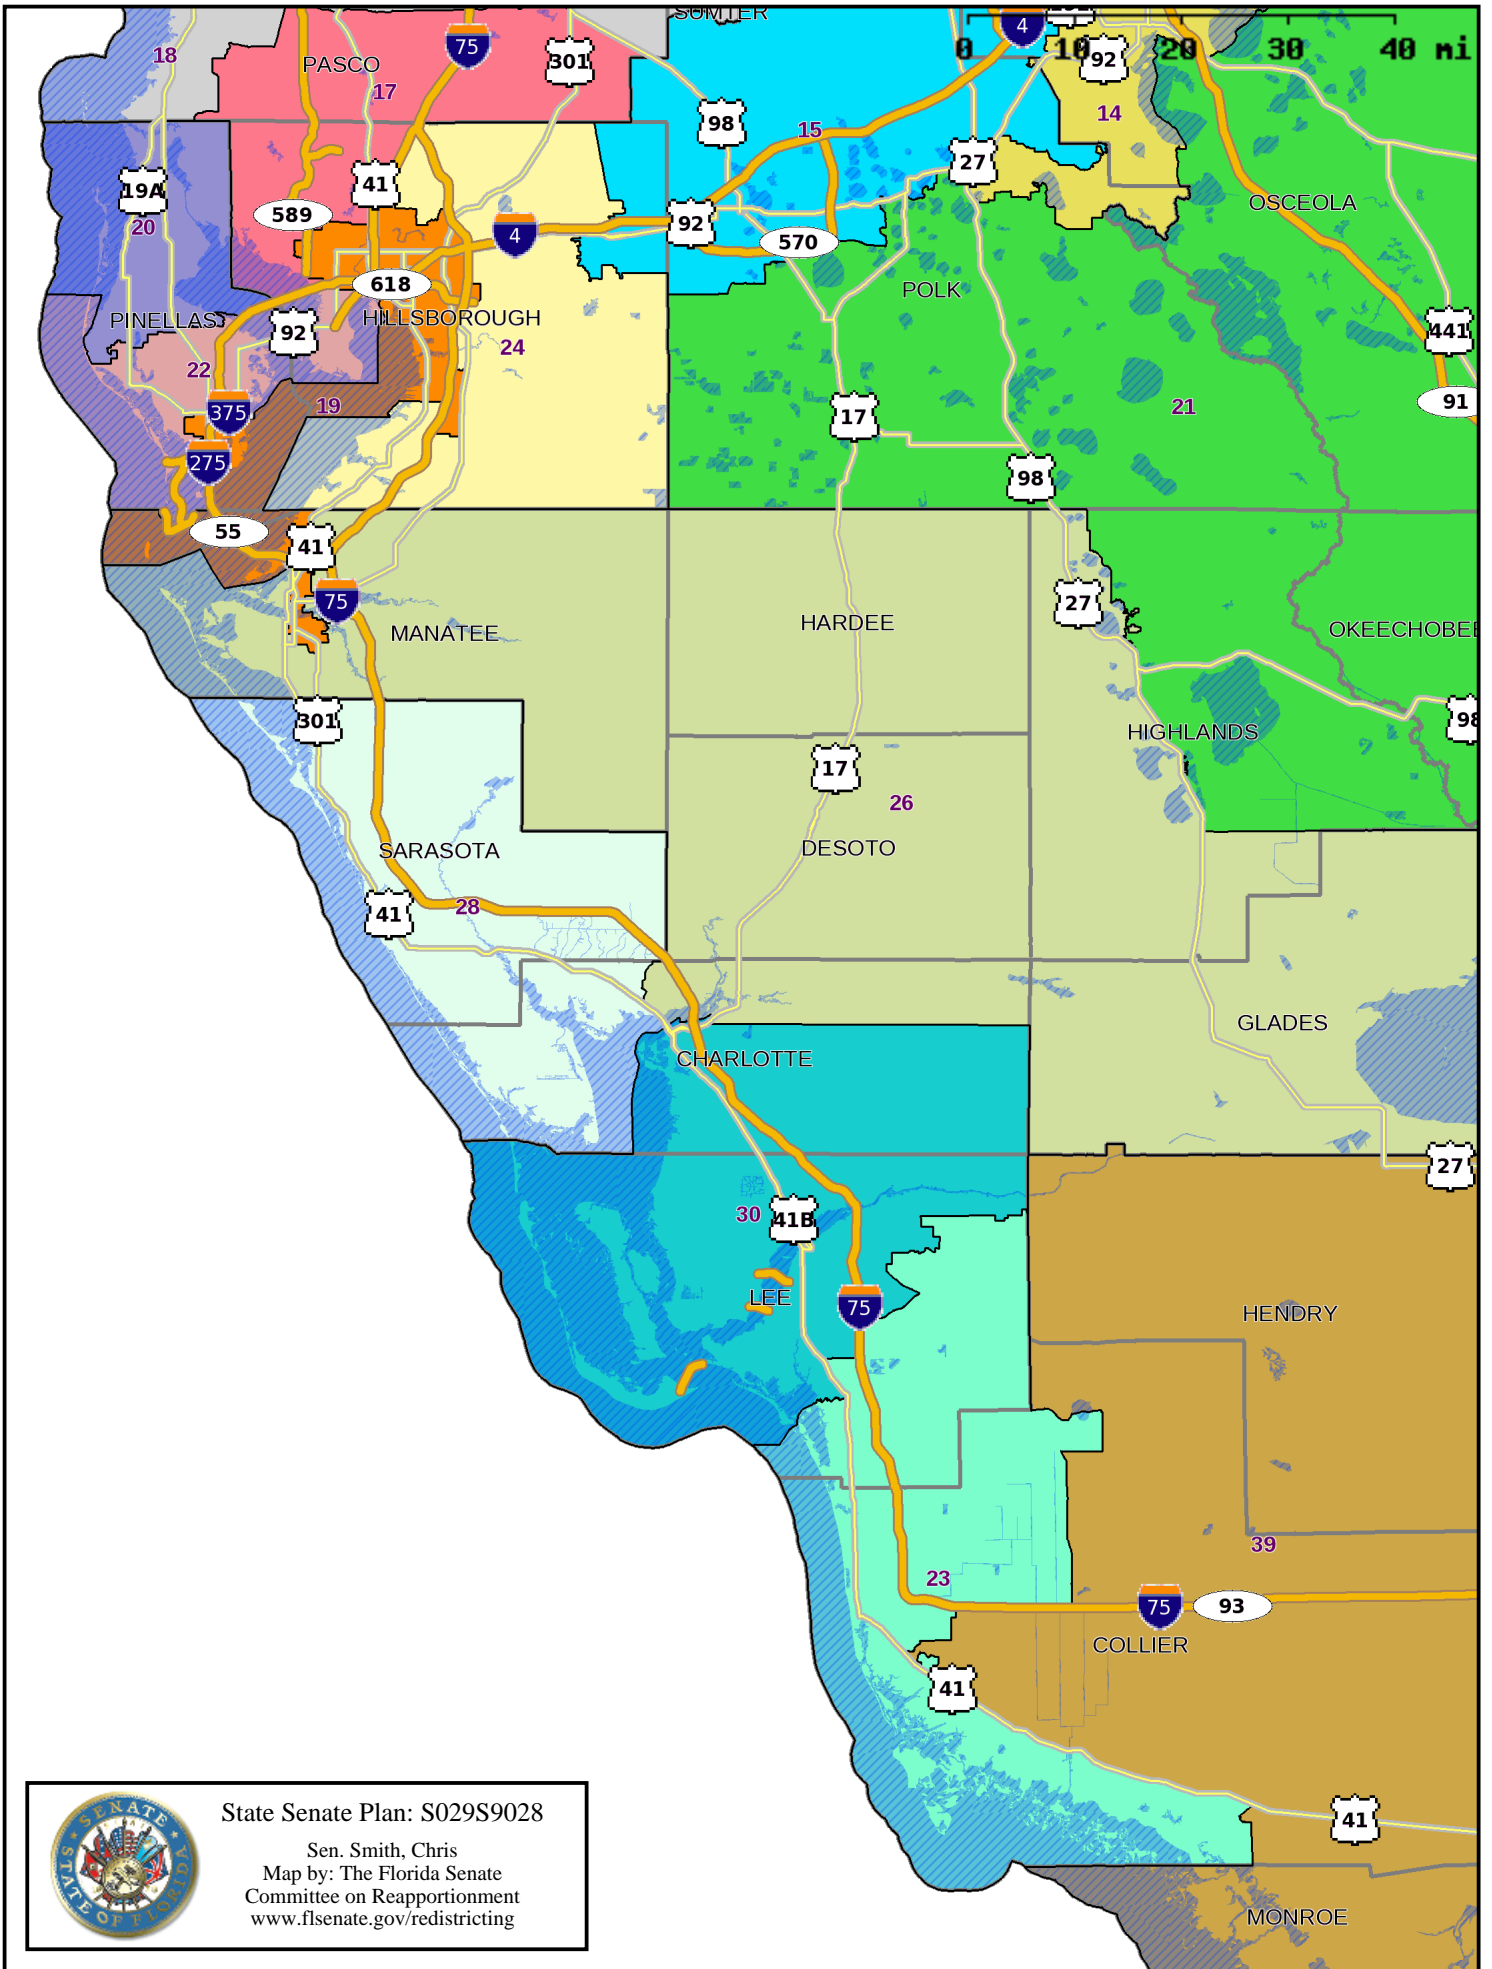 SUMTER
4
0 10 20 30 40 mi
18
PASCO
75
301
92
17
98
15
14
27
19A
41
589
20
4
92
570
OSCEOLA
618
POLK
PINELLAS
92
HILLSBOROUGH
24
441
22
375
19
17
21
91
275
98
55
41
75
27
MANATEE
HARDEE
OKEECHOBEE
301
98
17
HIGHLANDS
26
SARASOTA
DESOTO
41
28
GLADES
CHARLOTTE
27
30
41B
LEE
75
HENDRY
39
23
75
93
COLLIER
41
41
MONROE
SENATE
STATE OF FLORIDA
State Senate Plan: S029S9028
Sen. Smith, Chris
Map by: The Florida Senate
Committee on Reapportionment
www.flsenate.gov/redistricting